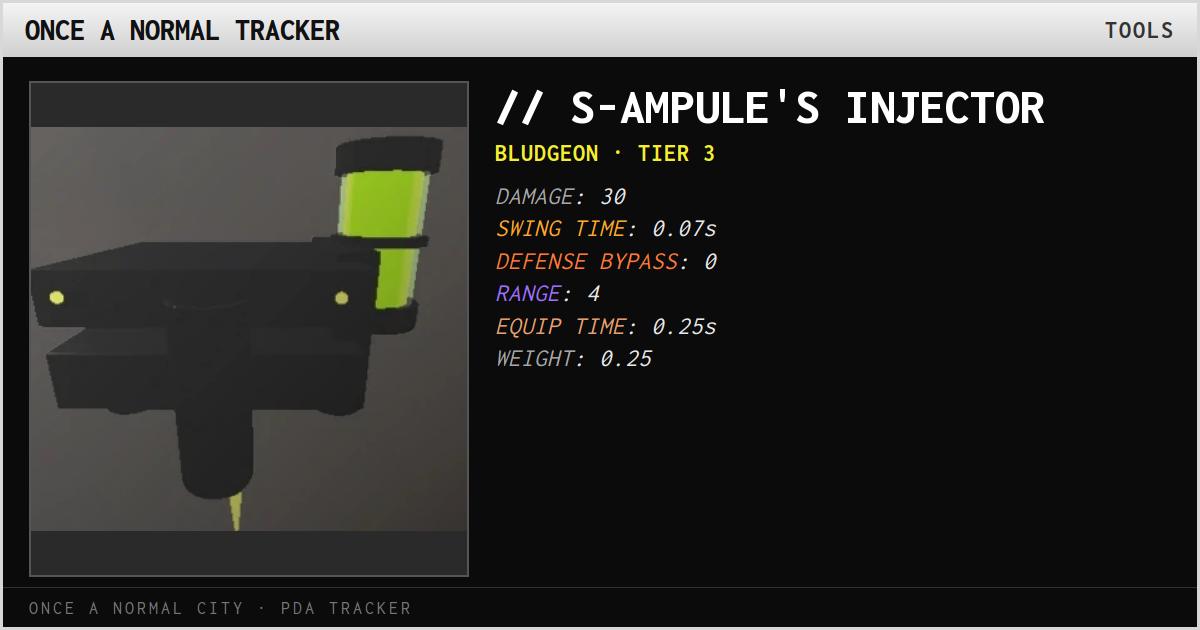 ONCE A NORMAL TRACKER
TOOLS
// S-AMPULE'S INJECTOR
BLUDGEON · TIER 3
DAMAGE: 30
SWING TIME: 0.07s
DEFENSE BYPASS: 0
RANGE: 4
EQUIP TIME: 0.25s
WEIGHT: 0.25
ONCE A NORMAL CITY · PDA TRACKER